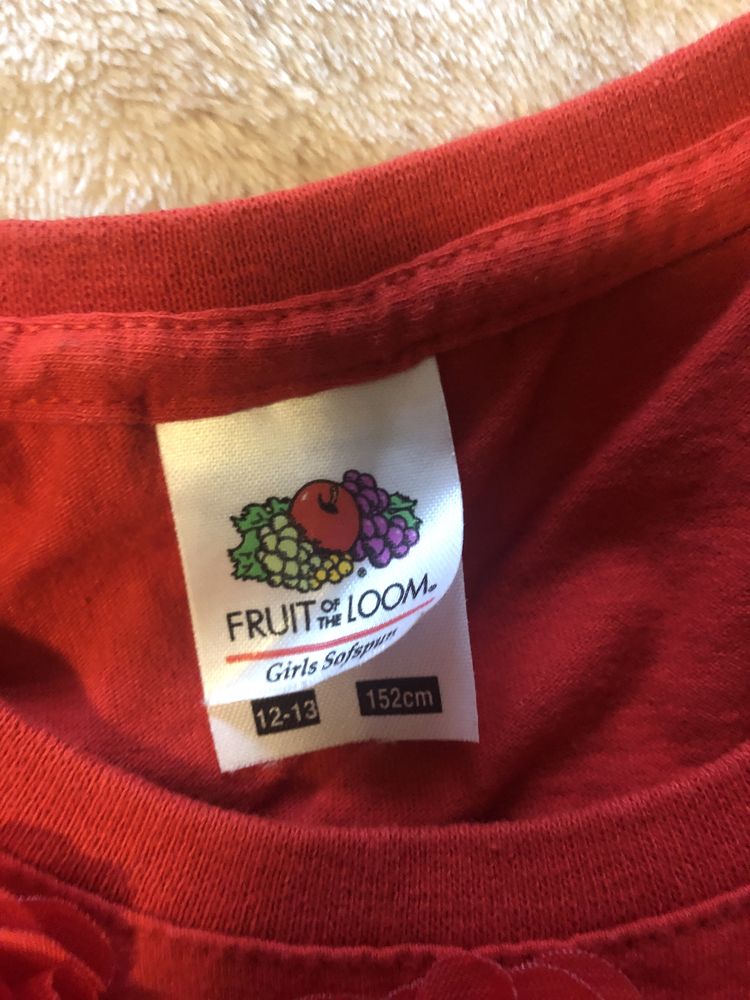 FRUIT OF THE LOOM®
Girls Sofspun
12-13 152cm